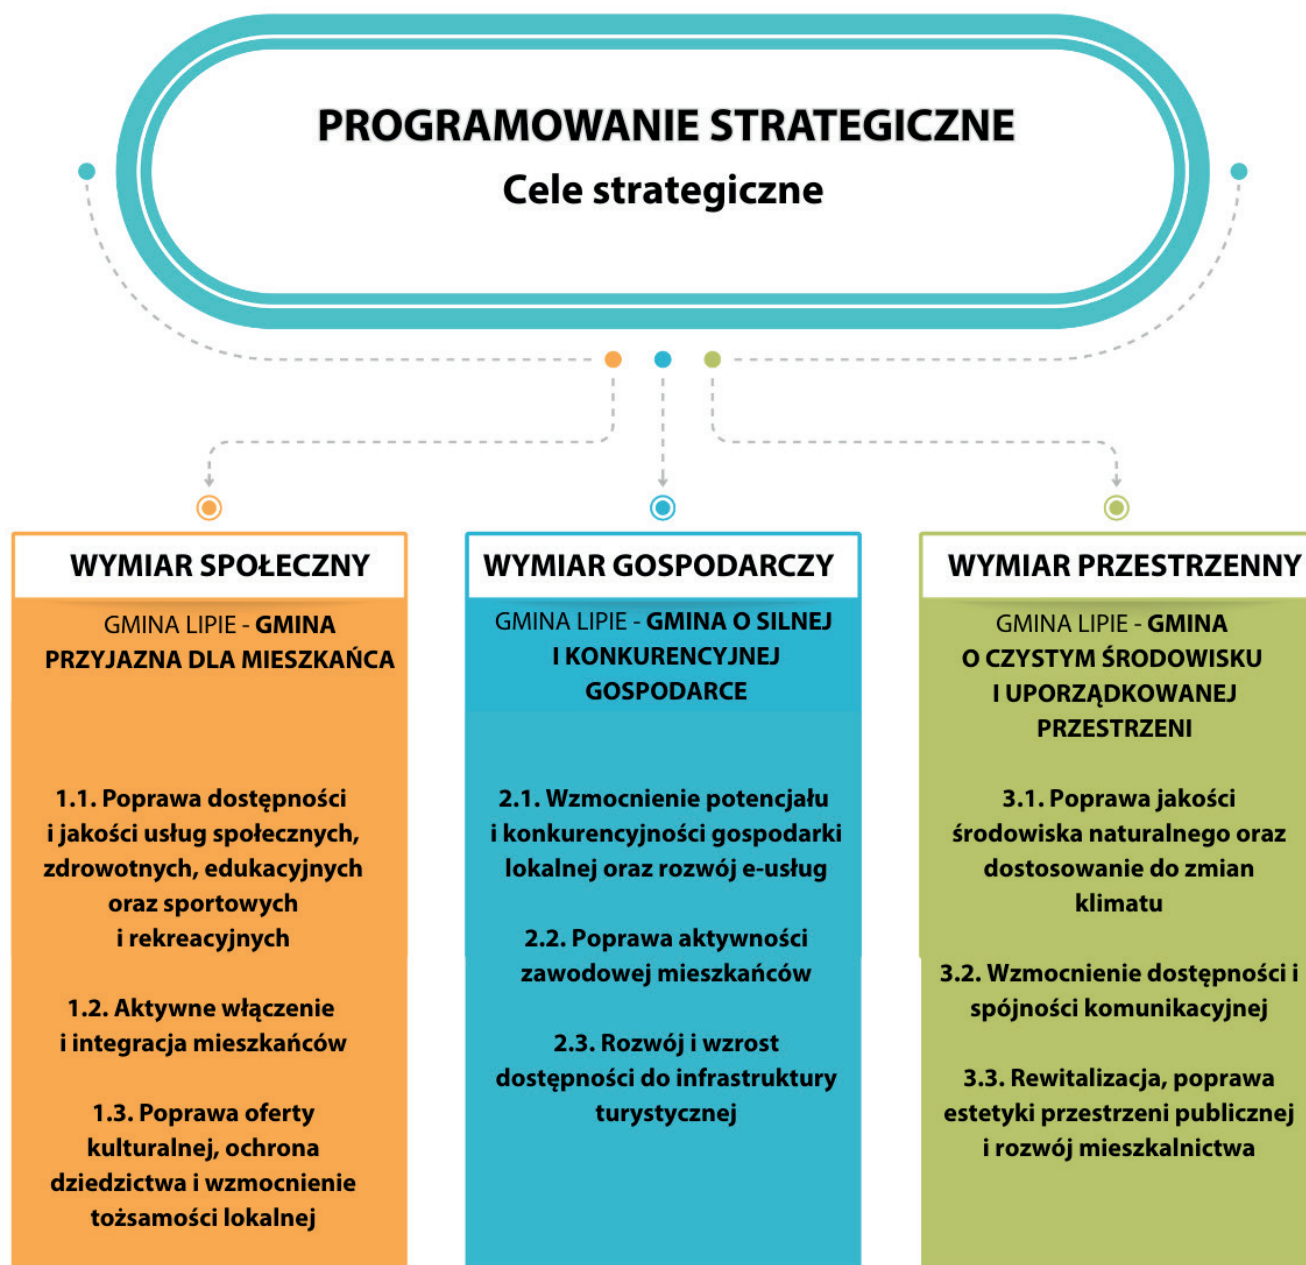 PROGRAMOWANIE STRATEGICZNE
Cele strategiczne
WYMIAR SPOŁECZNY
GMINA LIPIE - GMINA
PRZYJAZNA DLA MIESZKAŃCA
1.1. Poprawa dostępności
i jakości usług społecznych,
zdrowotnych, edukacyjnych
oraz sportowych
i rekreacyjnych
1.2. Aktywne włączenie
i integracja mieszkańców
1.3. Poprawa oferty
kulturalnej, ochrona
dziedzictwa i wzmocnienie
tożsamości lokalnej
WYMIAR GOSPODARCZY
GMINA LIPIE - GMINA O SILNEJ
I KONKURENCYJNEJ
GOSPODARCE
2.1. Wzmocnienie potencjału
i konkurencyjności gospodarki
lokalnej oraz rozwój e-usług
2.2. Poprawa aktywności
zawodowej mieszkańców
2.3. Rozwój i wzrost
dostępności do infrastruktury
turystycznej
WYMIAR PRZESTRZENNY
GMINA LIPIE - GMINA
O CZYSTYM ŚRODOWISKU
I UPORZĄDKOWANEJ
PRZESTRZENI
3.1. Poprawa jakości
środowiska naturalnego oraz
dostosowanie do zmian
klimatu
3.2. Wzmocnienie dostępności i
spójności komunikacyjnej
3.3. Rewitalizacja, poprawa
estetyki przestrzeni publicznej
i rozwój mieszkalnictwa